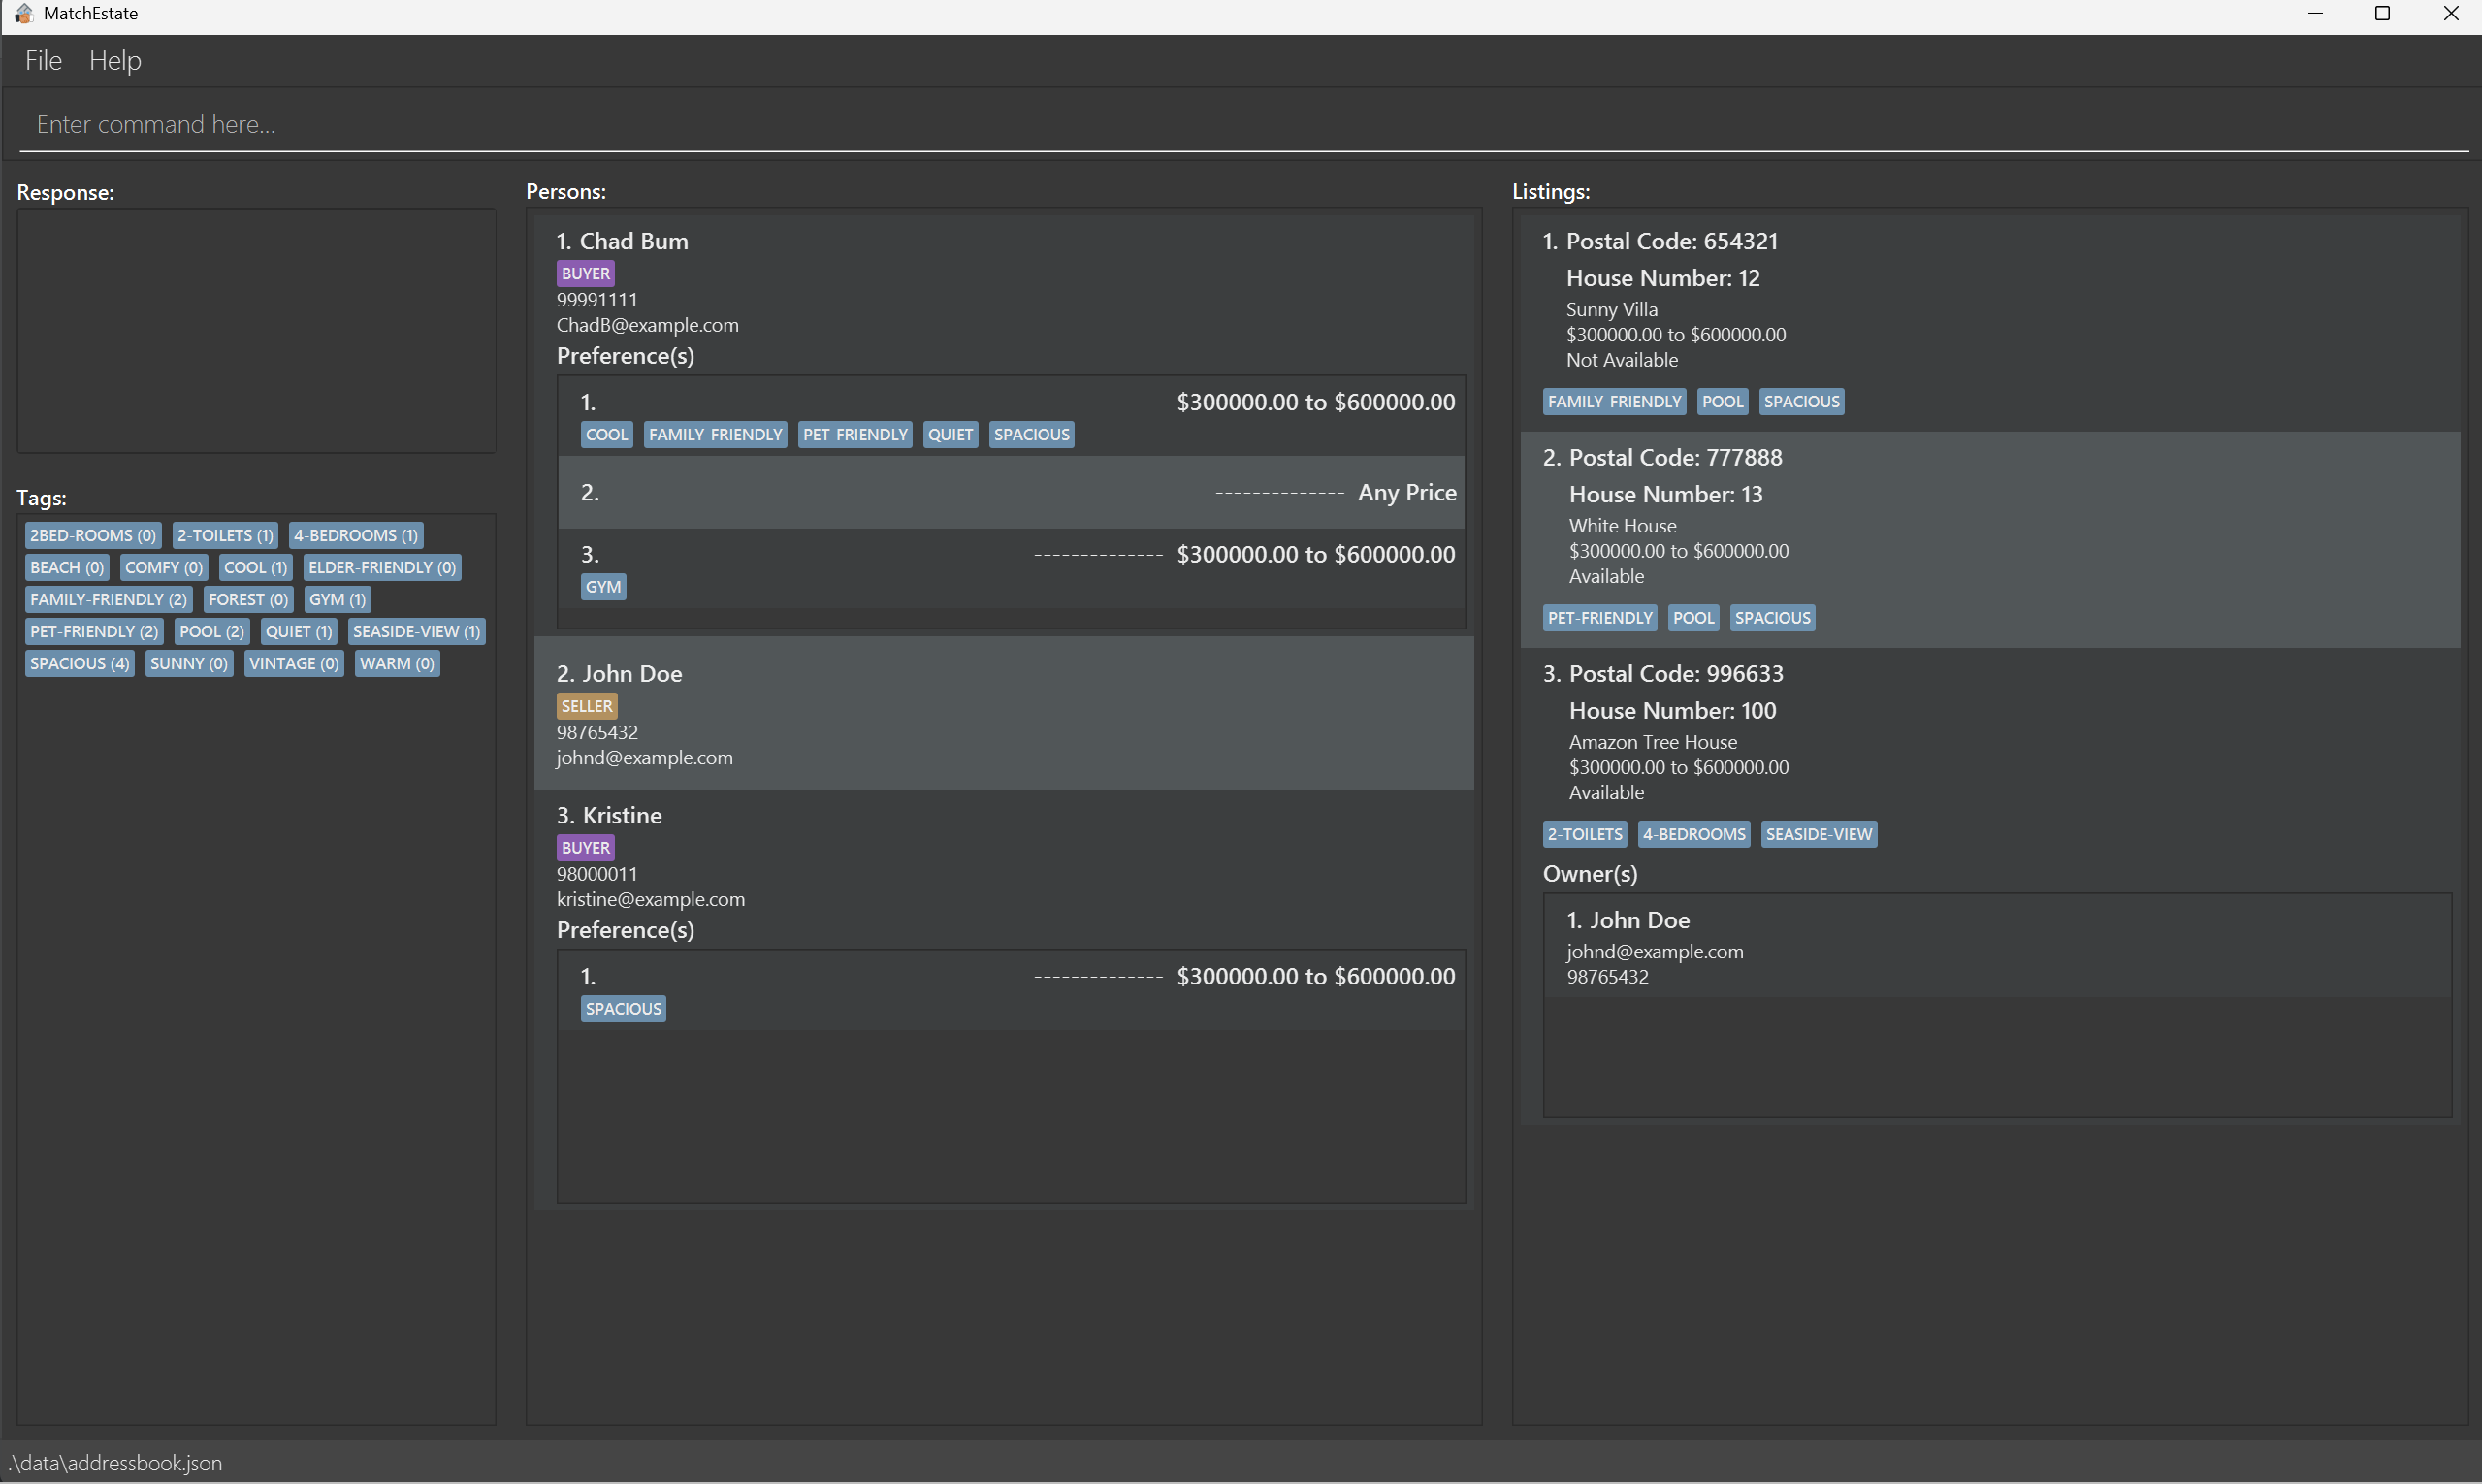 MatchEstate
File Help
Enter command here...
Response:
Tags:
2BED-ROOMS (0) 2-TOILETS (1) 4-BEDROOMS (1)
BEACH (0) COMFY (0) COOL (1) ELDER-FRIENDLY (0)
FAMILY-FRIENDLY (2) FOREST (0) GYM (1)
PET-FRIENDLY (2) POOL (2) QUIET (1) SEASIDE-VIEW (1)
SPACIOUS (4) SUNNY (0) VINTAGE (0) WARM (0)
Persons:
1. Chad Bum
BUYER
99991111
ChadB@example.com
Preference(s)
1. -------------- $300000.00 to $600000.00
COOL FAMILY-FRIENDLY PET-FRIENDLY QUIET SPACIOUS
2. -------------- Any Price
3. -------------- $300000.00 to $600000.00
GYM
2. John Doe
SELLER
98765432
johnd@example.com
3. Kristine
BUYER
98000011
kristine@example.com
Preference(s)
1. -------------- $300000.00 to $600000.00
SPACIOUS
Listings:
1. Postal Code: 654321
House Number: 12
Sunny Villa
$300000.00 to $600000.00
Not Available
FAMILY-FRIENDLY POOL SPACIOUS
2. Postal Code: 777888
House Number: 13
White House
$300000.00 to $600000.00
Available
PET-FRIENDLY POOL SPACIOUS
3. Postal Code: 996633
House Number: 100
Amazon Tree House
$300000.00 to $600000.00
Available
2-TOILETS 4-BEDROOMS SEASIDE-VIEW
Owner(s)
1. John Doe
johnd@example.com
98765432
.\data\addressbook.json